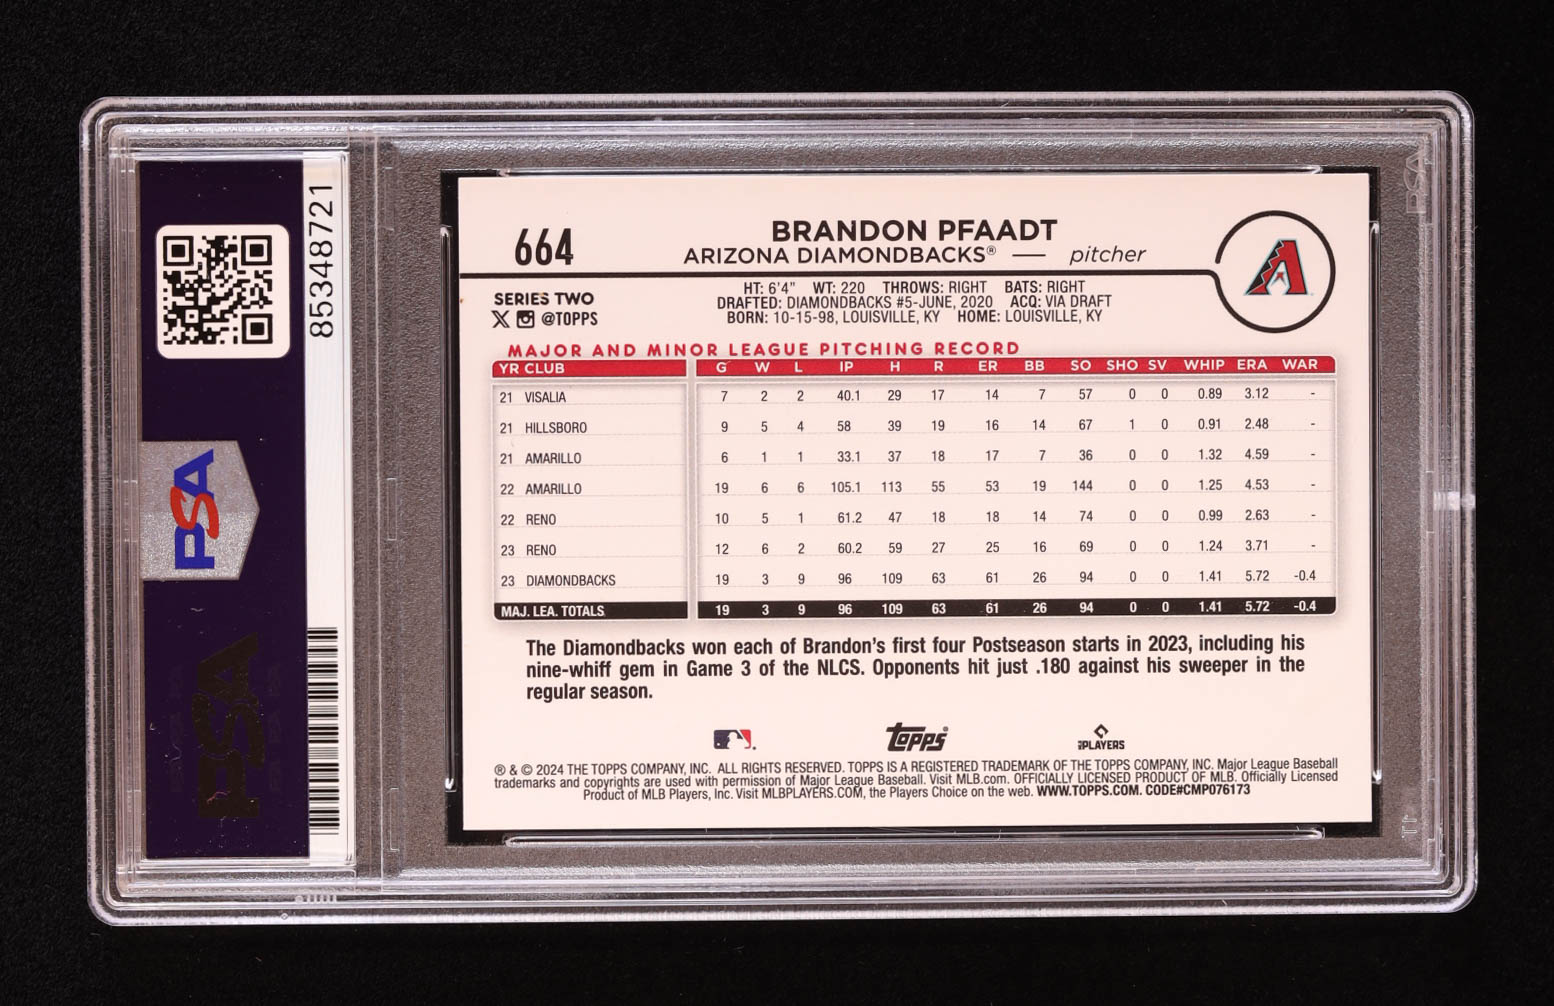 85348721
PSA
PSA
664
BRANDON PFAADT
ARIZONA DIAMONDBACKS® — pitcher
A
SERIES TWO
@TOPPS
HT: 6'4" WT: 220 THROWS: RIGHT BATS: RIGHT
DRAFTED: DIAMONDBACKS #5-JUNE, 2020 ACQ: VIA DRAFT
BORN: 10-15-98, LOUISVILLE, KY HOME: LOUISVILLE, KY
MAJOR AND MINOR LEAGUE PITCHING RECORD
YR CLUB G W L IP H R ER BB SO SHO SV WHIP ERA WAR
21 VISALIA 7 2 2 40.1 29 17 14 7 57 0 0 0.89 3.12 -
21 HILLSBORO 9 5 4 58 39 19 16 14 67 1 0 0.91 2.48 -
21 AMARILLO 6 1 1 33.1 37 18 17 7 36 0 0 1.32 4.59 -
22 AMARILLO 19 6 6 105.1 113 55 53 19 144 0 0 1.25 4.53 -
22 RENO 10 5 1 61.2 47 18 18 14 74 0 0 0.99 2.63 -
23 RENO 12 6 2 60.2 59 27 25 16 69 0 0 1.24 3.71 -
23 DIAMONDBACKS 19 3 9 96 109 63 61 26 94 0 0 1.41 5.72 -0.4
MAJ. LEA. TOTALS 19 3 9 96 109 63 61 26 94 0 0 1.41 5.72 -0.4
The Diamondbacks won each of Brandon's first four Postseason starts in 2023, including his
nine-whiff gem in Game 3 of the NLCS. Opponents hit just .180 against his sweeper in the
regular season.
Topps
PLAYERS
® & © 2024 THE TOPPS COMPANY, INC. ALL RIGHTS RESERVED. TOPPS IS A REGISTERED TRADEMARK OF THE TOPPS COMPANY, INC. Major League Baseball
trademarks and copyrights are used with permission of Major League Baseball. Visit MLB.com. OFFICIALLY LICENSED PRODUCT OF MLB. Officially Licensed
Product of MLB Players, Inc. Visit MLBPLAYERS.COM, the Players Choice on the web. WWW.TOPPS.COM. CODE#CMP076173
PSA